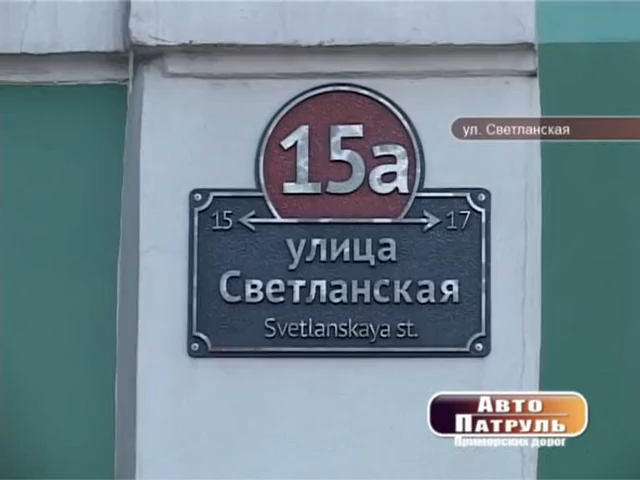 15а
15 17
улица
Светланская
Svetlanskaya st.
ул. Светланская
Авто
Патруль
Приморских дорог